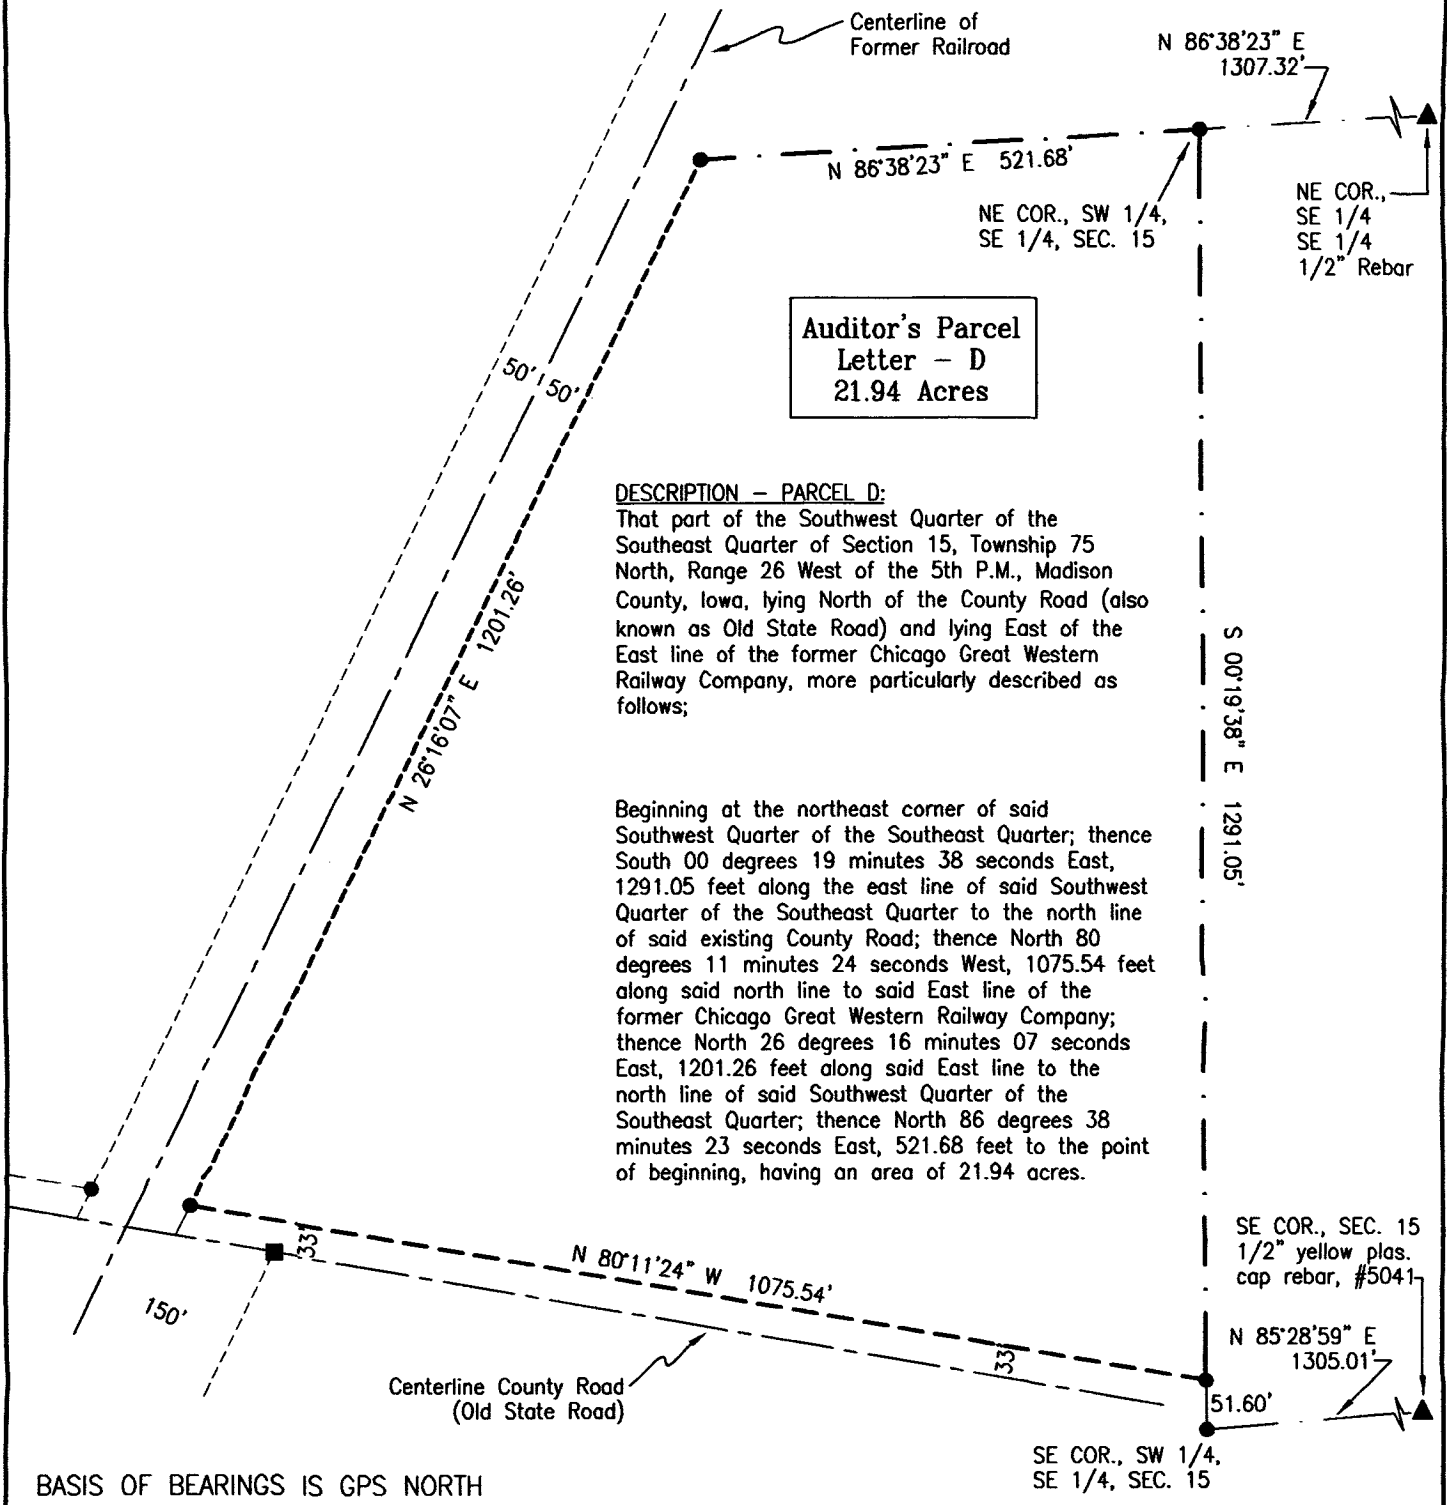 Centerline of
Former Railroad
N 86°38'23" E
1307.32'
N 86°38'23" E 521.68'
NE COR., SW 1/4,
SE 1/4, SEC. 15
NE COR.,
SE 1/4
SE 1/4
1/2" Rebar
Auditor's Parcel
Letter - D
21.94 Acres
50' 50'
DESCRIPTION - PARCEL D:
That part of the Southwest Quarter of the
Southeast Quarter of Section 15, Township 75
North, Range 26 West of the 5th P.M., Madison
County, Iowa, lying North of the County Road (also
known as Old State Road) and lying East of the
East line of the former Chicago Great Western
Railway Company, more particularly described as
follows;
N 26°16'07" E 1201.26'
S 00°19'38" E 1291.05'
Beginning at the northeast corner of said
Southwest Quarter of the Southeast Quarter; thence
South 00 degrees 19 minutes 38 seconds East,
1291.05 feet along the east line of said Southwest
Quarter of the Southeast Quarter to the north line
of said existing County Road; thence North 80
degrees 11 minutes 24 seconds West, 1075.54 feet
along said north line to said East line of the
former Chicago Great Western Railway Company;
thence North 26 degrees 16 minutes 07 seconds
East, 1201.26 feet along said East line to the
north line of said Southwest Quarter of the
Southeast Quarter; thence North 86 degrees 38
minutes 23 seconds East, 521.68 feet to the point
of beginning, having an area of 21.94 acres.
33'
N 80°11'24" W 1075.54'
150'
33'
Centerline County Road
(Old State Road)
SE COR., SEC. 15
1/2" yellow plas.
cap rebar, #5041
N 85°28'59" E
1305.01'
51.60'
SE COR., SW 1/4,
SE 1/4, SEC. 15
BASIS OF BEARINGS IS GPS NORTH